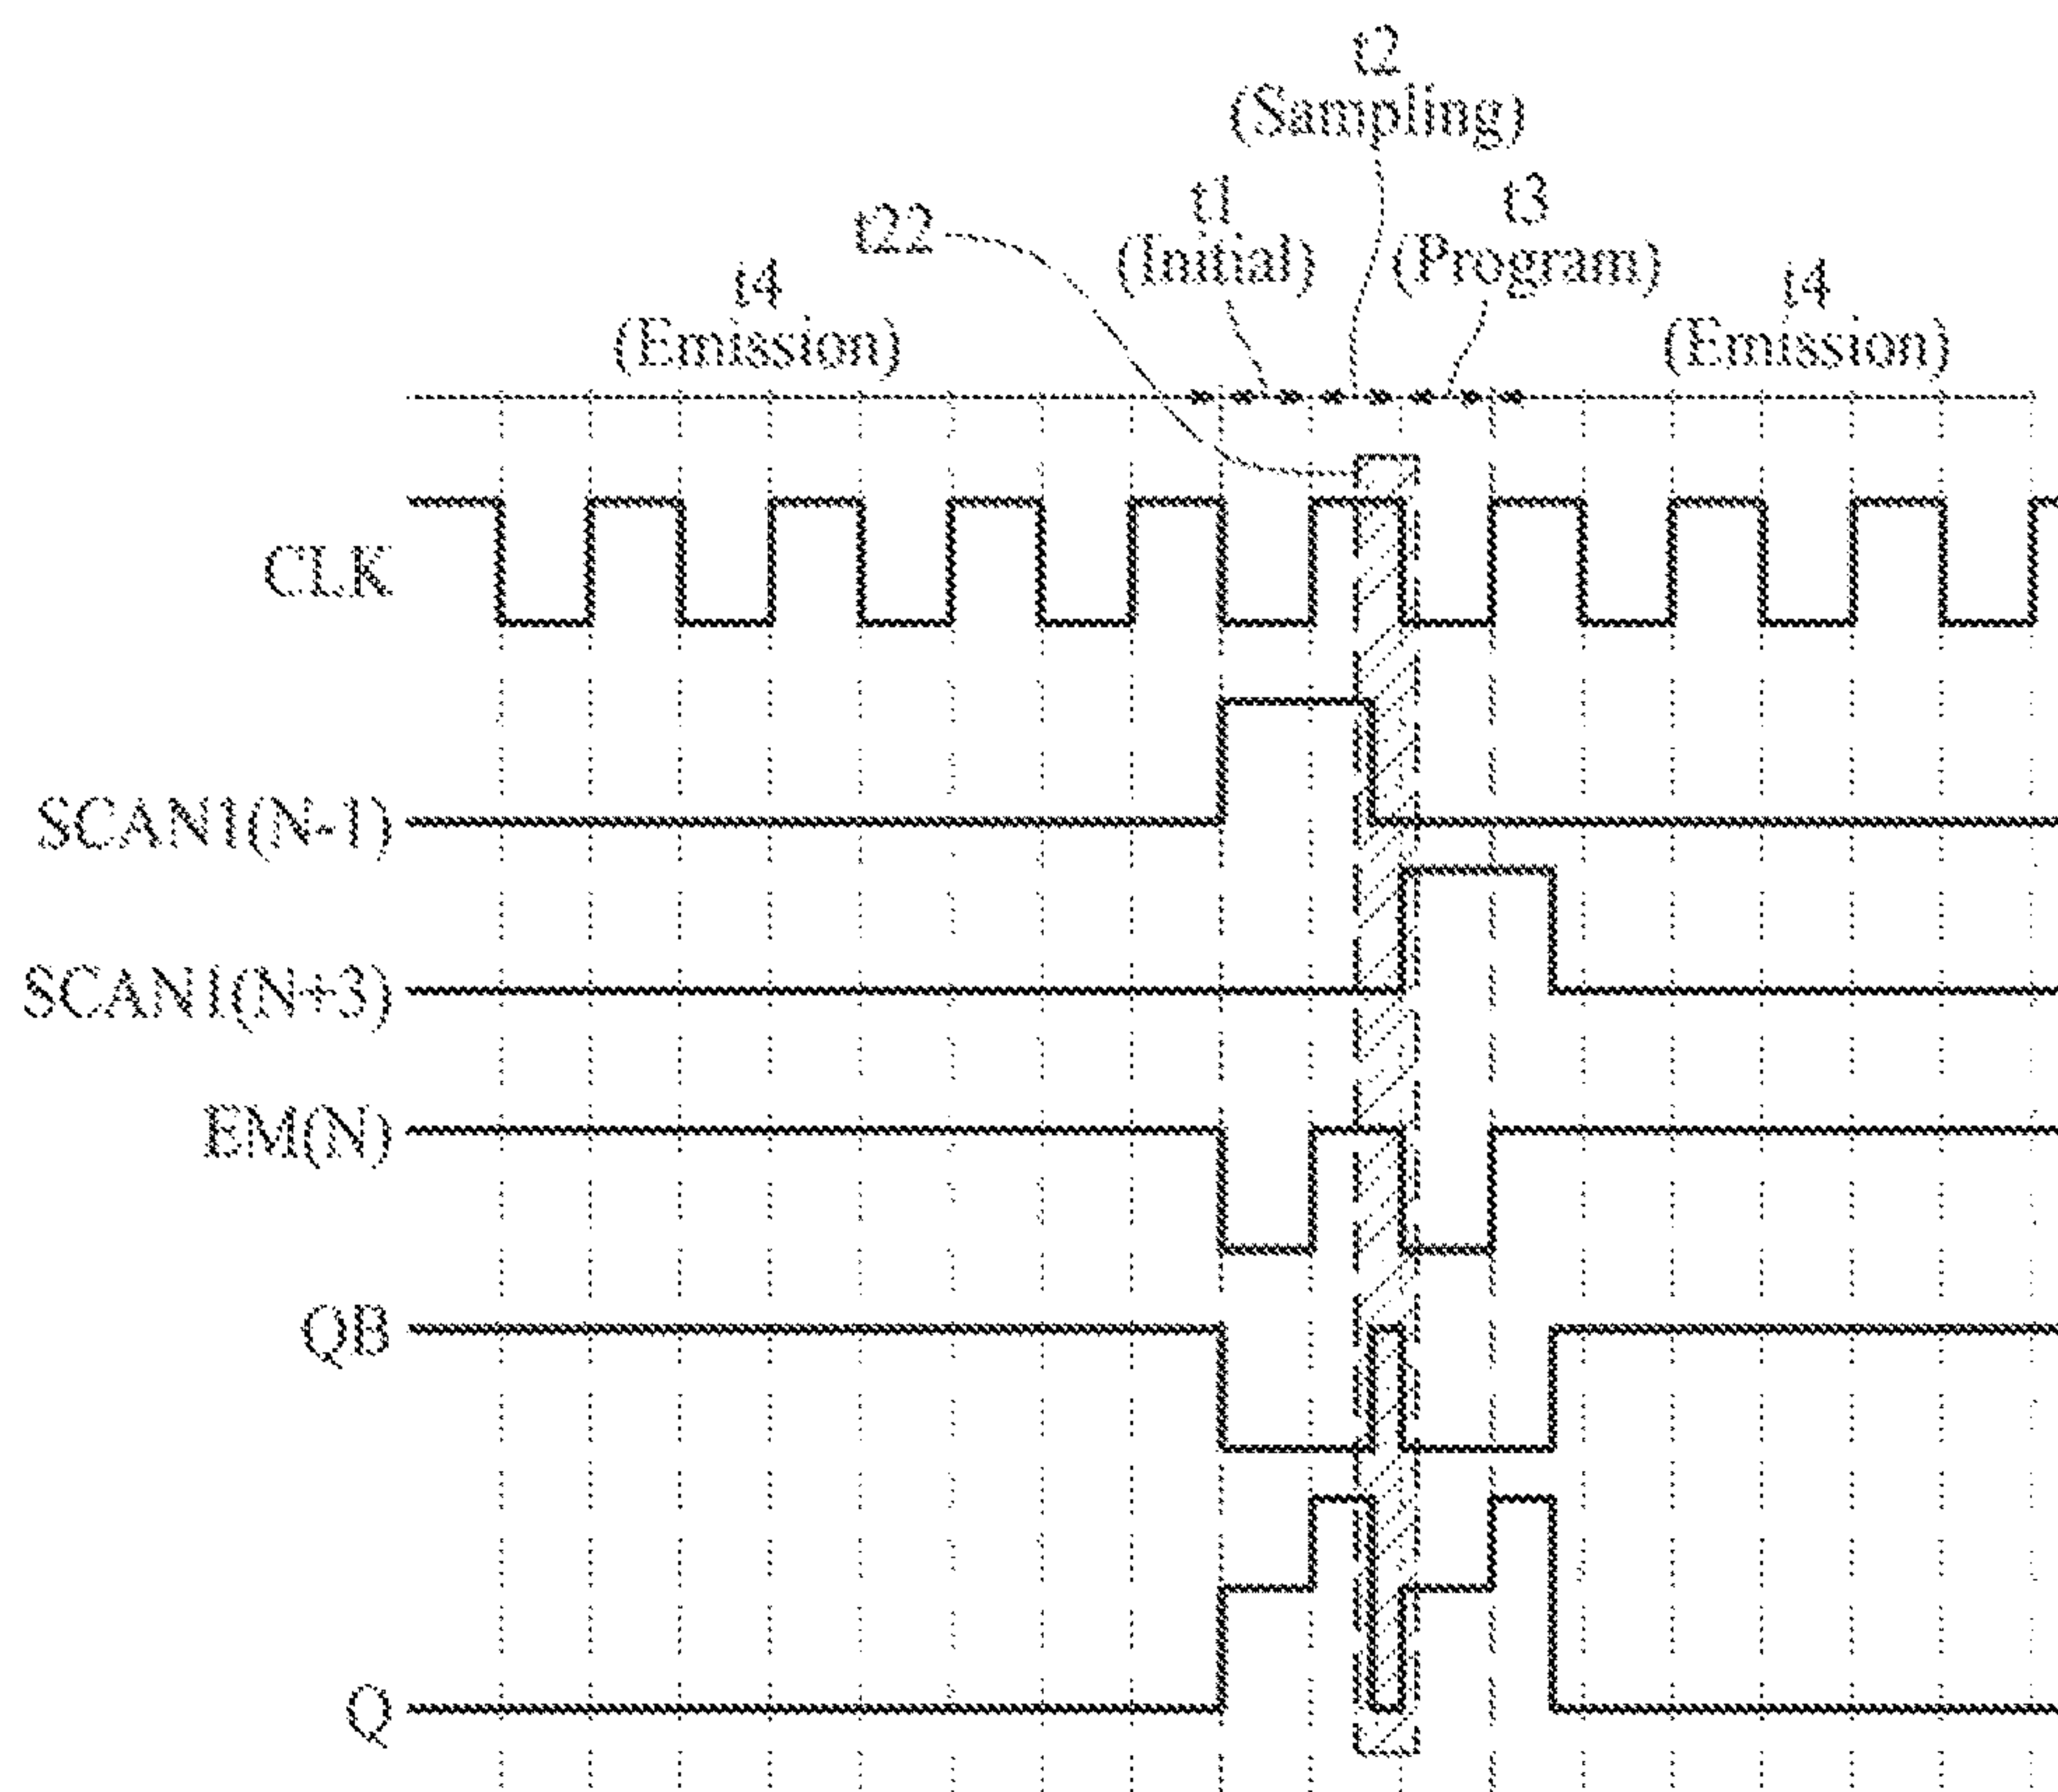 t2
(Sampling)
t1
(Initial)
t3
(Program)
t22
t4
(Emission)
t4
(Emission)
CLK
SCAN1(N-1)
SCAN1(N+3)
EM(N)
QB
Q